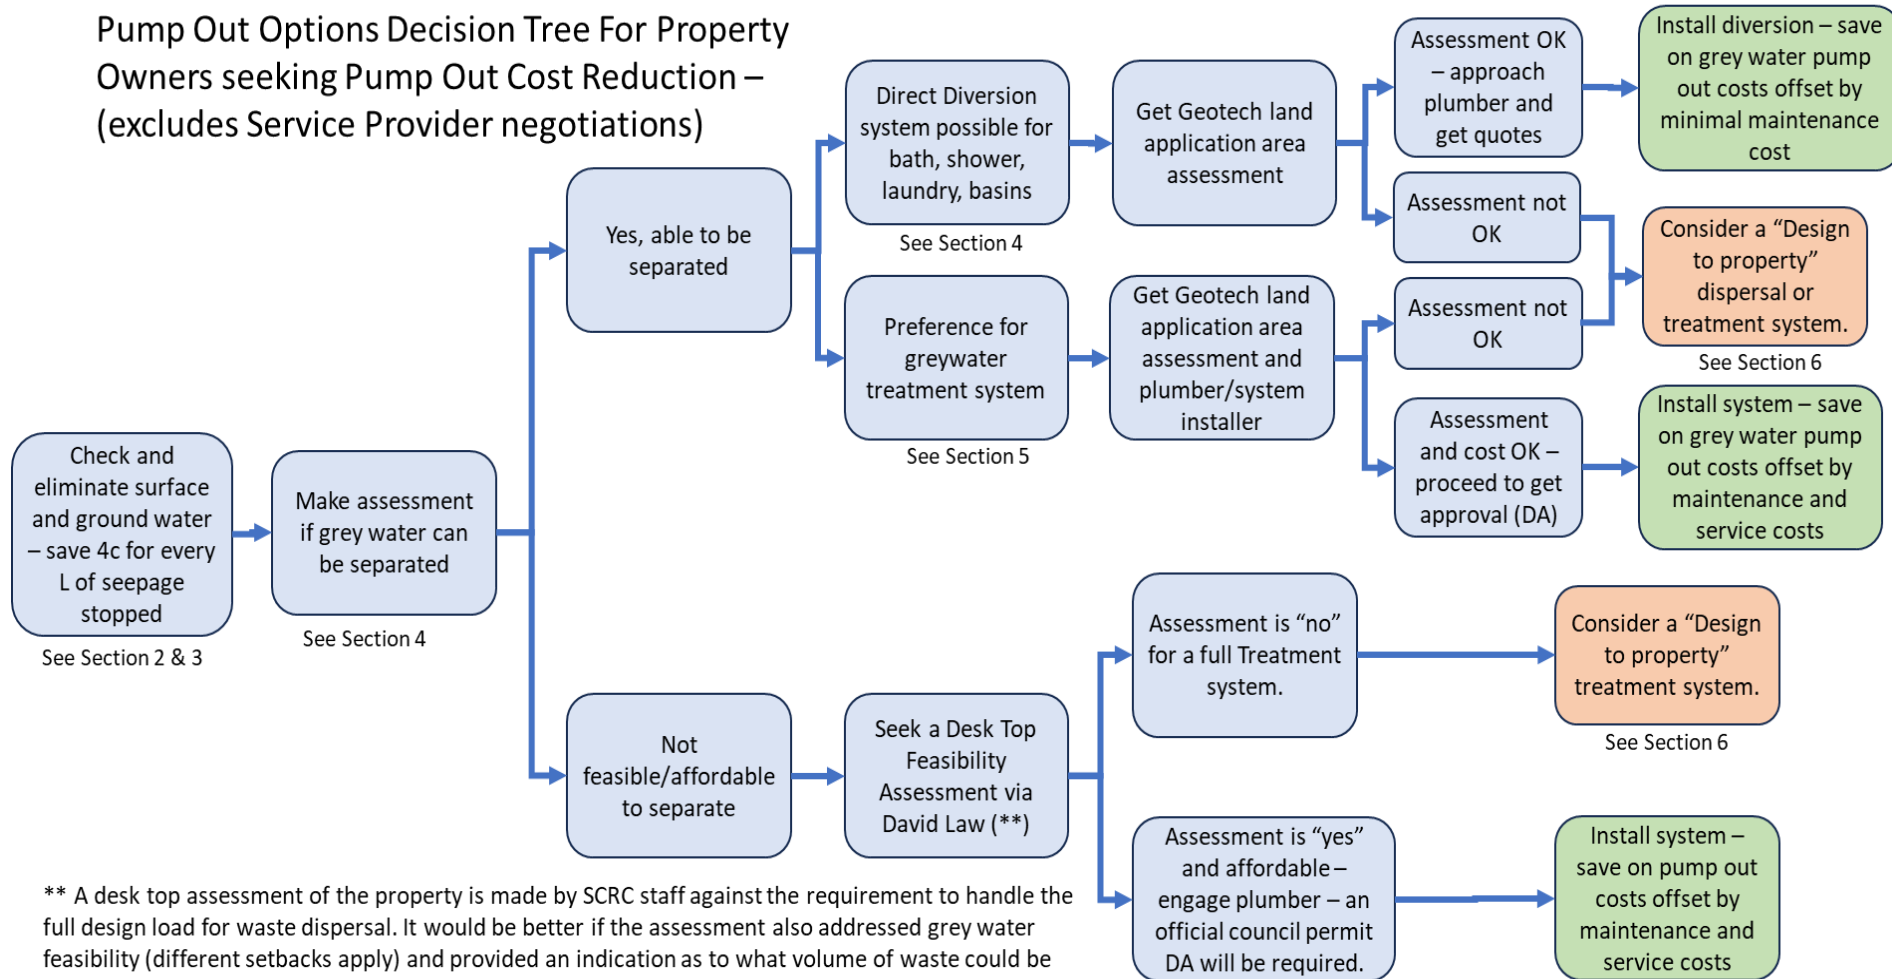 Pump Out Options Decision Tree For Property
Owners seeking Pump Out Cost Reduction –
(excludes Service Provider negotiations)
Check and
eliminate surface
and ground water
– save 4c for every
L of seepage
stopped
See Section 2 & 3
Make assessment
if grey water can
be separated
See Section 4
Yes, able to be
separated
Direct Diversion
system possible for
bath, shower,
laundry, basins
See Section 4
Get Geotech land
application area
assessment
Assessment OK
– approach
plumber and
get quotes
Install diversion – save
on grey water pump
out costs offset by
minimal maintenance
cost
Assessment not
OK
Preference for
greywater
treatment system
See Section 5
Get Geotech land
application area
assessment and
plumber/system
installer
Assessment not
OK
Consider a “Design
to property”
dispersal or
treatment system.
See Section 6
Assessment
and cost OK –
proceed to get
approval (DA)
Install system – save
on grey water pump
out costs offset by
maintenance and
service costs
Not
feasible/affordable
to separate
Seek a Desk Top
Feasibility
Assessment via
David Law (**)
Assessment is “no”
for a full Treatment
system.
Consider a “Design
to property”
treatment system.
See Section 6
Assessment is “yes”
and affordable –
engage plumber – an
official council permit
DA will be required.
Install system –
save on pump out
costs offset by
maintenance and
service costs
** A desk top assessment of the property is made by SCRC staff against the requirement to handle the
full design load for waste dispersal. It would be better if the assessment also addressed grey water
feasibility (different setbacks apply) and provided an indication as to what volume of waste could be